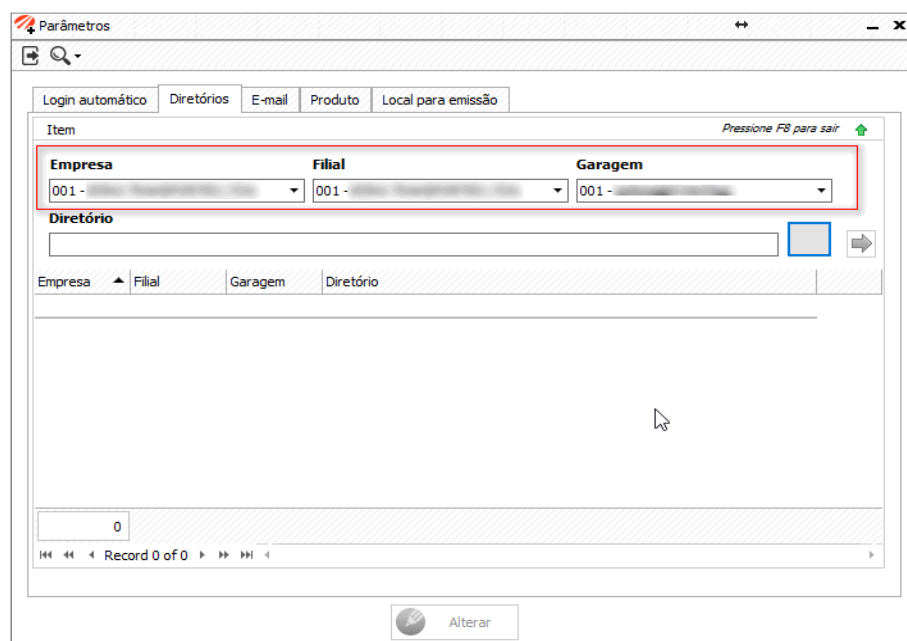 Parâmetros
Login automático Diretórios E-mail Produto Local para emissão
Item Pressione F8 para sair
Empresa Filial Garagem
001 - 001 - 001 -
Diretório
Empresa Filial Garagem Diretório
0
Record 0 of 0
Alterar